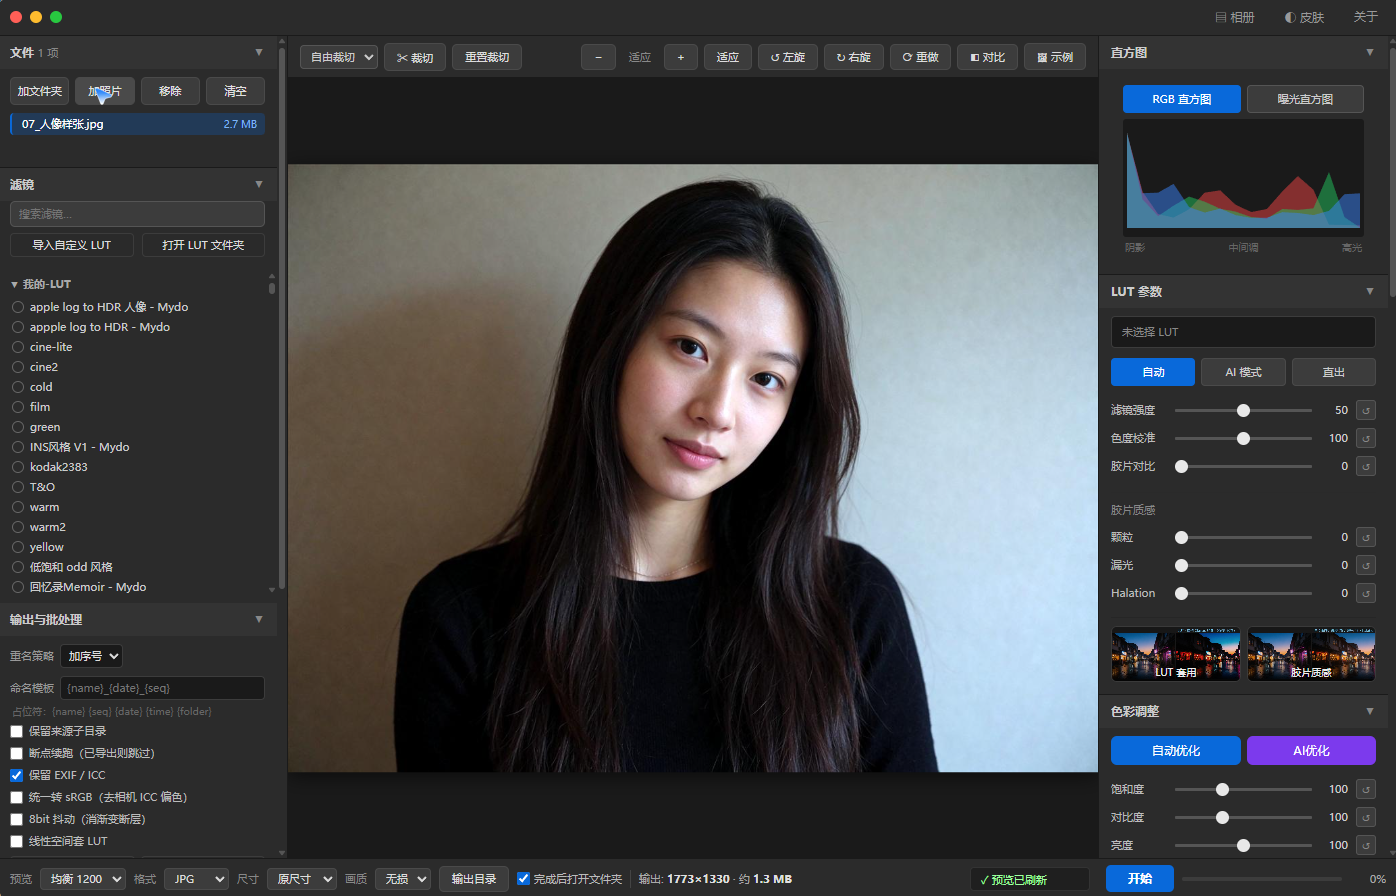 相册 皮肤 关于
文件 1 项
加文件夹 加照片 移除 清空
07_人像样张.jpg 2.7 MB
滤镜
搜索滤镜...
导入自定义 LUT 打开 LUT 文件夹
我的-LUT
apple log to HDR 人像 - Mydo
appple log to HDR - Mydo
cine-lite
cine2
cold
film
green
INS风格 V1 - Mydo
kodak2383
T&O
warm
warm2
yellow
低饱和 odd 风格
回忆录Memoir - Mydo
输出与批处理
重名策略 加序号
命名模板 {name}_{date}_{seq}
占位符：{name} {seq} {date} {time} {folder}
保留来源子目录
断点续跑（已导出则跳过）
保留 EXIF / ICC
统一转 sRGB（去相机 ICC 偏色）
8bit 抖动（消渐变断层）
线性空间套 LUT
自由裁切 裁切 重置裁切 − 适应 + 适应 左旋 右旋 重做 对比 示例
直方图
RGB 直方图 曝光直方图
阴影 中间调 高光
LUT 参数
未选择 LUT
自动 AI 模式 直出
滤镜强度 50
色度校准 100
胶片对比 0
胶片质感
颗粒 0
漏光 0
Halation 0
LUT 套用 胶片质感
色彩调整
自动优化 AI优化
饱和度 100
对比度 100
亮度 100
预览 均衡 1200 格式 JPG 尺寸 原尺寸 画质 无损 输出目录 完成后打开文件夹 输出: 1773×1330 · 约 1.3 MB ✓ 预览已刷新 开始 0%